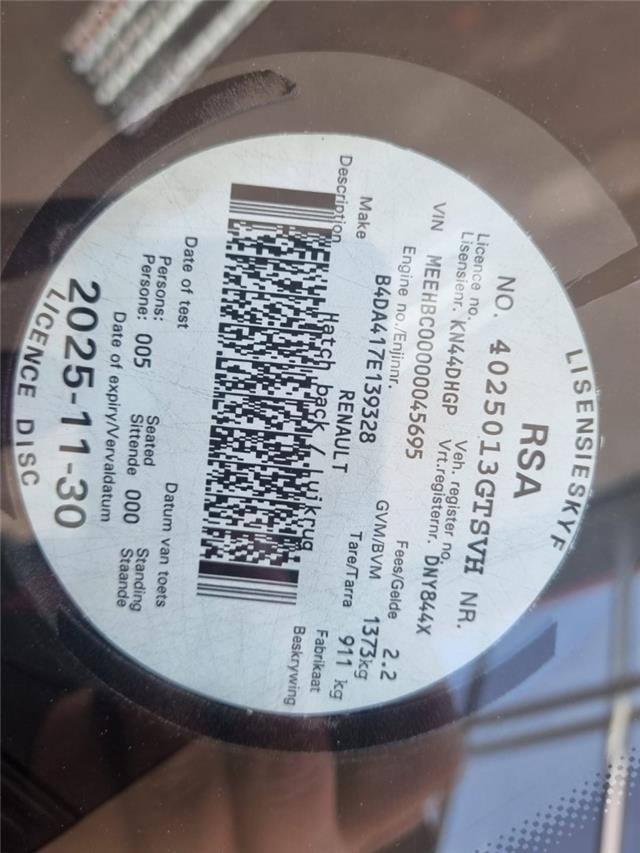 LISENSIESKYF
RSA
NO. 4025013GTSVH NR.
Licence no. Veh. register no.
Lisensienr. KN44DHGP Vrt.registernr. DNY844X
VIN MEEHBC00000045695 Fees/Gelde 2.2
Engine no./Enjinnr. GVM/BVM 1373kg
B4DA417E139328 Tare/Tarra 911 kg
Make RENAULT Fabrikaat
Description Hatch back / Luikrug Beskrywing
Date of test Datum van toets
Persons: Seated Standing
Persone: 005 Sittende 000 Staande
Date of expiry/Vervaldatum
2025-11-30
LICENCE DISC